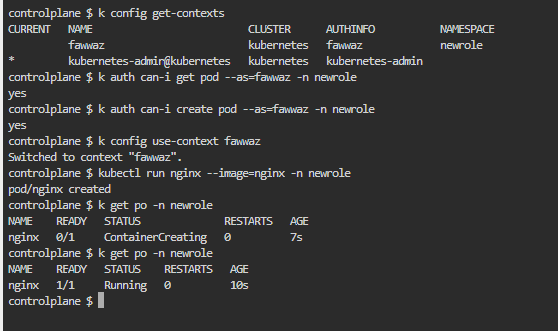 controlplane $ k config get-contexts
CURRENT   NAME                          CLUSTER      AUTHINFO           NAMESPACE
          fawwaz                        kubernetes   fawwaz             newrole
*         kubernetes-admin@kubernetes   kubernetes   kubernetes-admin
controlplane $ k auth can-i get pod --as=fawwaz -n newrole
yes
controlplane $ k auth can-i create pod --as=fawwaz -n newrole
yes
controlplane $ k config use-context fawwaz
Switched to context "fawwaz".
controlplane $ kubectl run nginx --image=nginx -n newrole
pod/nginx created
controlplane $ k get po -n newrole
NAME    READY   STATUS              RESTARTS   AGE
nginx   0/1     ContainerCreating   0          7s
controlplane $ k get po -n newrole
NAME    READY   STATUS    RESTARTS   AGE
nginx   1/1     Running   0          10s
controlplane $